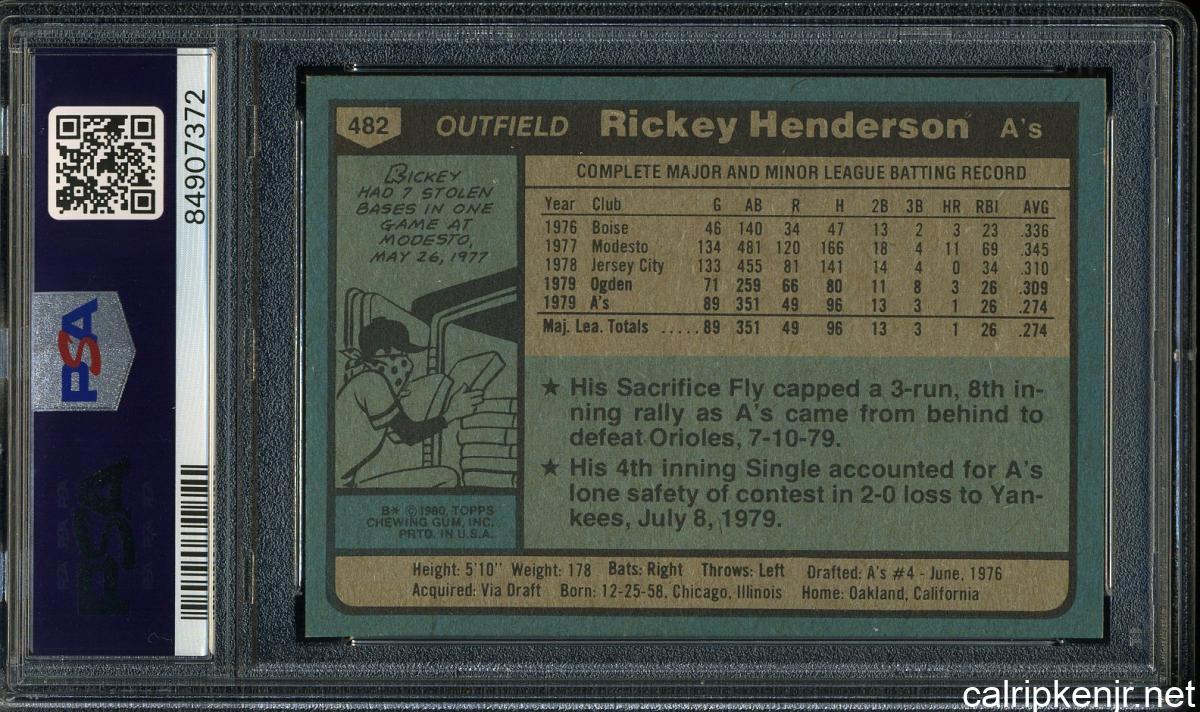 84907372
PSA
PSA
482 OUTFIELD Rickey Henderson A's
RICKEY
HAD 7 STOLEN
BASES IN ONE
GAME AT
MODESTO,
MAY 26, 1977
B* © 1980, TOPPS
CHEWING GUM, INC.
PRTD. IN U.S.A.
COMPLETE MAJOR AND MINOR LEAGUE BATTING RECORD
Year Club G AB R H 2B 3B HR RBI AVG
1976 Boise 46 140 34 47 13 2 3 23 .336
1977 Modesto 134 481 120 166 18 4 11 69 .345
1978 Jersey City 133 455 81 141 14 4 0 34 .310
1979 Ogden 71 259 66 80 11 8 3 26 .309
1979 A's 89 351 49 96 13 3 1 26 .274
Maj. Lea. Totals .....89 351 49 96 13 3 1 26 .274
★ His Sacrifice Fly capped a 3-run, 8th in-
ning rally as A's came from behind to
defeat Orioles, 7-10-79.
★ His 4th inning Single accounted for A's
lone safety of contest in 2-0 loss to Yan-
kees, July 8, 1979.
Height: 5'10" Weight: 178 Bats: Right Throws: Left Drafted: A's #4 - June, 1976
Acquired: Via Draft Born: 12-25-58, Chicago, Illinois Home: Oakland, California
calripkenjr.net